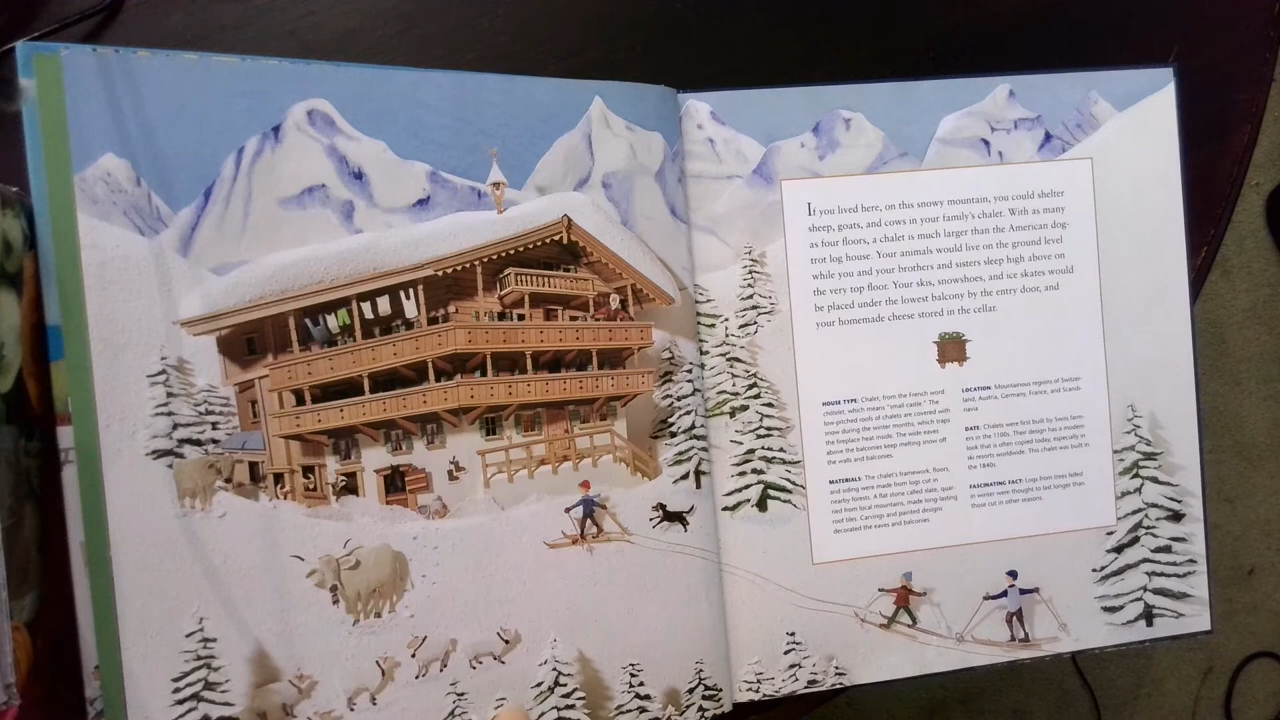 If you lived here, on this snowy mountain, you could shelter
sheep, goats, and cows in your family's chalet. With as many
as four floors, a chalet is much larger than the American dog-
trot log house. Your animals would live on the ground level
while you and your brothers and sisters sleep high above on
the very top floor. Your skis, snowshoes, and ice skates would
be placed under the lowest balcony by the entry door, and
your homemade cheese stored in the cellar.
HOUSE TYPE: Chalet, from the French word
châtelet, which means "small castle." The
low-pitched roofs of chalets are covered with
snow during the winter months, which traps
the fireplace heat inside. The wide eaves
above the balconies keep melting snow off
the walls and balconies.
MATERIALS: The chalet's framework, floors,
and siding were made from logs cut in
nearby forests. A flat stone called slate, quar-
ried from local mountains, made long-lasting
roof tiles. Carvings and painted designs
decorated the eaves and balconies.
LOCATION: Mountainous regions of Switzer-
land, Austria, Germany, France, and Scandi-
navia
DATE: Chalets were first built by Swiss farm-
ers in the 1100s. Their design has a modern
look that is often copied today, especially in
ski resorts worldwide. This chalet was built in
the 1840s.
FASCINATING FACT: Logs from trees felled
in winter were thought to last longer than
those cut in other seasons.